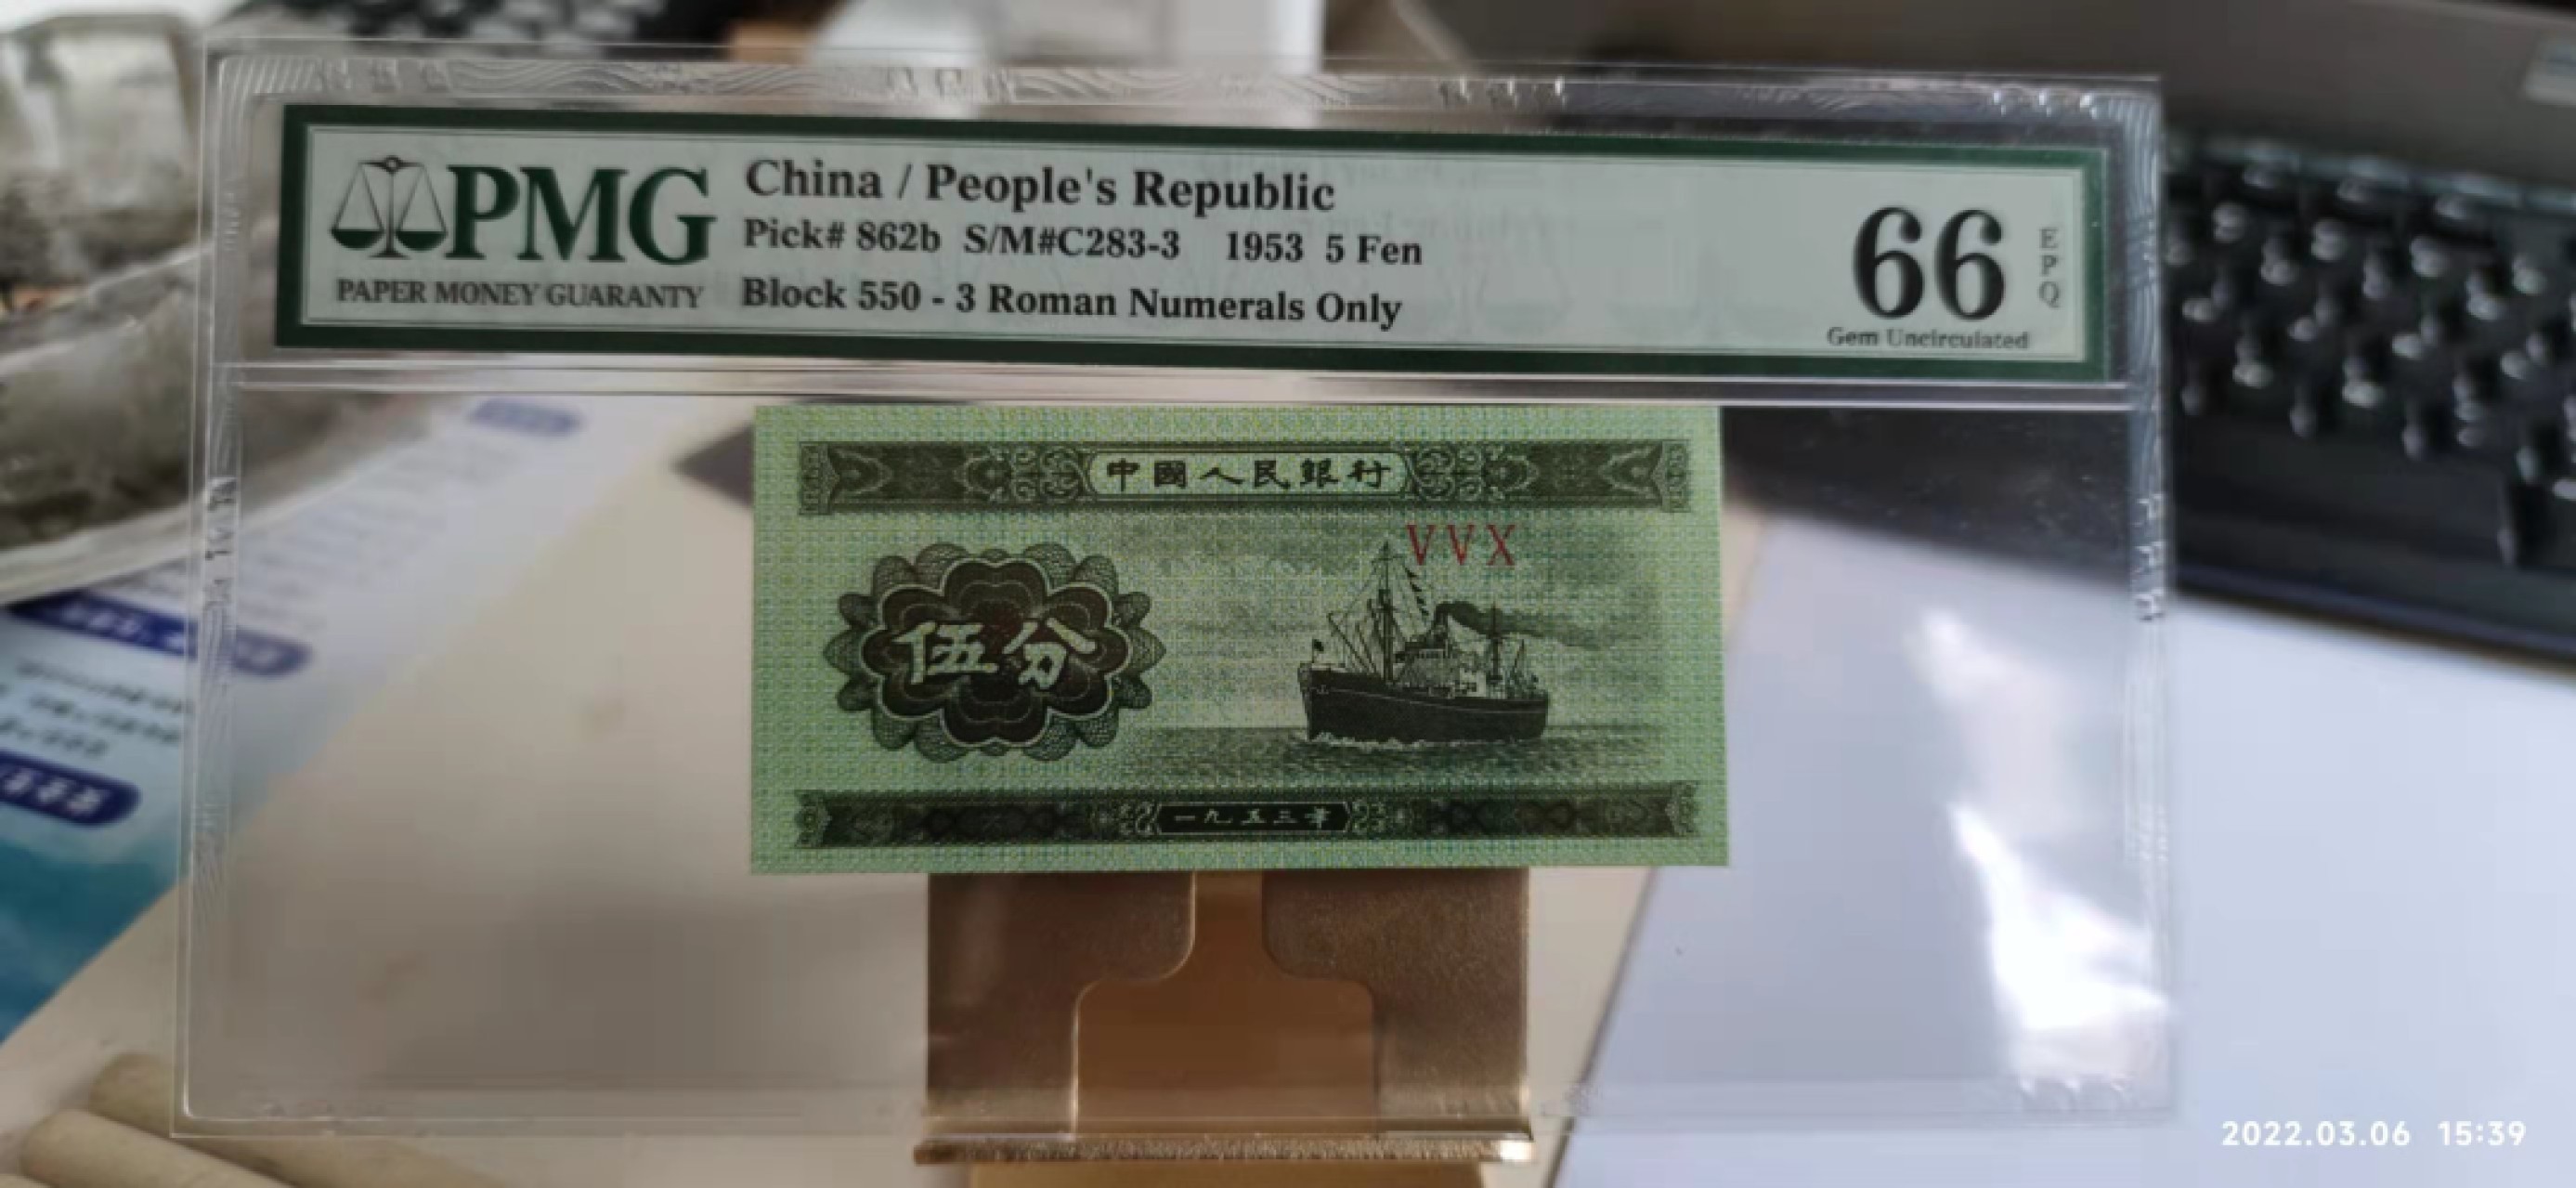 PMG
PAPER MONEY GUARANTY
China / People's Republic
Pick# 862b S/M#C283-3 1953 5 Fen
Block 550 - 3 Roman Numerals Only
66
EPQ
Gem Uncirculated
中國人民銀行
VVX
伍分
一九五三年
2022.03.06 15:39